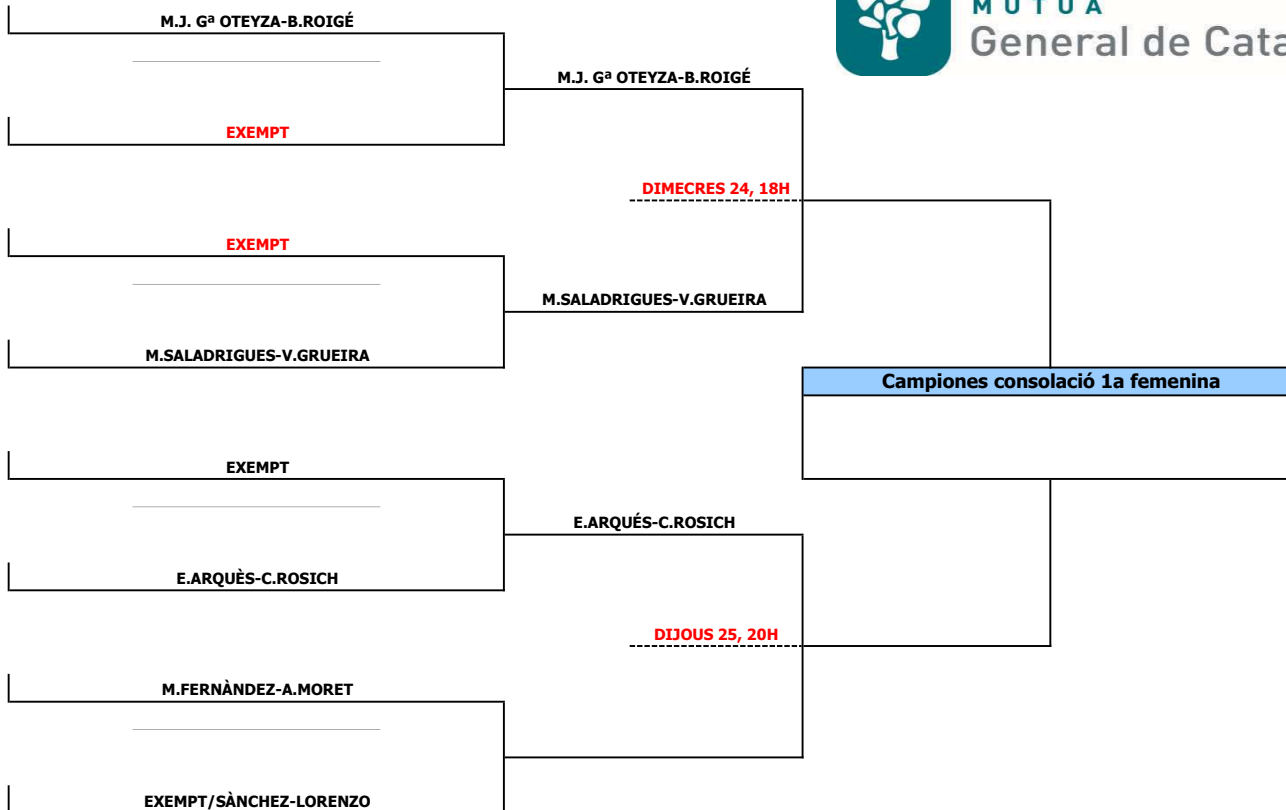 M.J. Gª OTEYZA-B.ROIGÉ
MÚTUA
General de Cata
M.J. Gª OTEYZA-B.ROIGÉ
EXEMPT
DIMECRES 24, 18H
EXEMPT
M.SALADRIGUES-V.GRUEIRA
M.SALADRIGUES-V.GRUEIRA
Campiones consolació 1a femenina
EXEMPT
E.ARQUÉS-C.ROSICH
E.ARQUÈS-C.ROSICH
DIJOUS 25, 20H
M.FERNÀNDEZ-A.MORET
EXEMPT/SÀNCHEZ-LORENZO